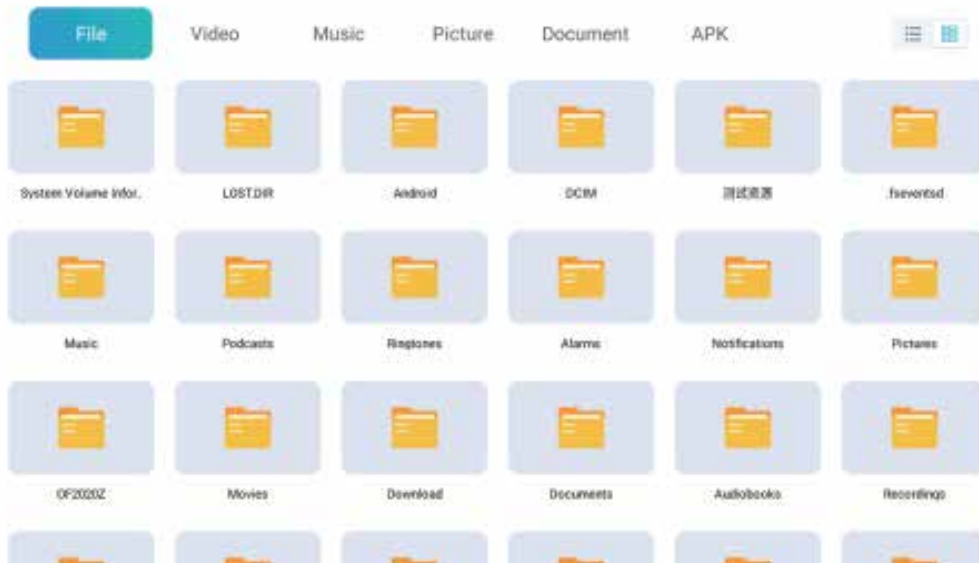 File Video Music Picture Document APK
System Volume Infor..
LOST.DIR
Android
DCIM
测试资源
.fseventsd
Music
Podcasts
Ringtones
Alarms
Notifications
Pictures
OF2020Z
Movies
Download
Documents
Audiobooks
Recordings